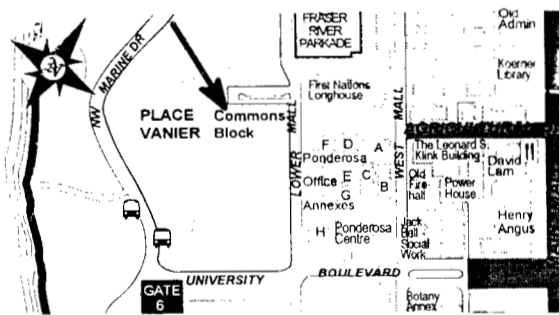 FRASER
RIVER
PARKADE
Old
Admin
Koerner
Library
NW MARINE DR
First Nations
Longhouse
PLACE
VANIER
Commons
Block
LOWER MALL
WEST MALL
F D A
Ponderosa
Office E C
B
G
Annexes
H Ponderosa
Centre
The Leonard S.
Klink Building
David
Lam
Old
Fire-
hall
Power
House
Jack
Bell
Social
Work
Henry
Angus
UNIVERSITY BOULEVARD
GATE
6
Botany
Annex